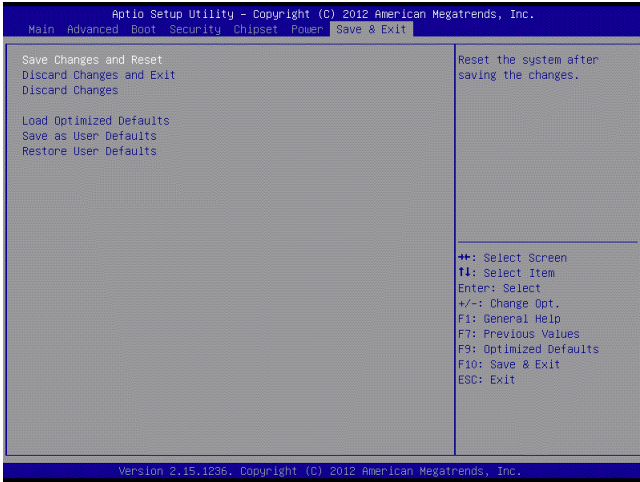 Aptio Setup Utility – Copyright (C) 2012 American Megatrends, Inc.
Main Advanced Boot Security Chipset Power Save & Exit
Save Changes and Reset
Discard Changes and Exit
Discard Changes
Load Optimized Defaults
Save as User Defaults
Restore User Defaults
Reset the system after
saving the changes.
→←: Select Screen
↑↓: Select Item
Enter: Select
+/-: Change Opt.
F1: General Help
F7: Previous Values
F9: Optimized Defaults
F10: Save & Exit
ESC: Exit
Version 2.15.1236. Copyright (C) 2012 American Megatrends, Inc.